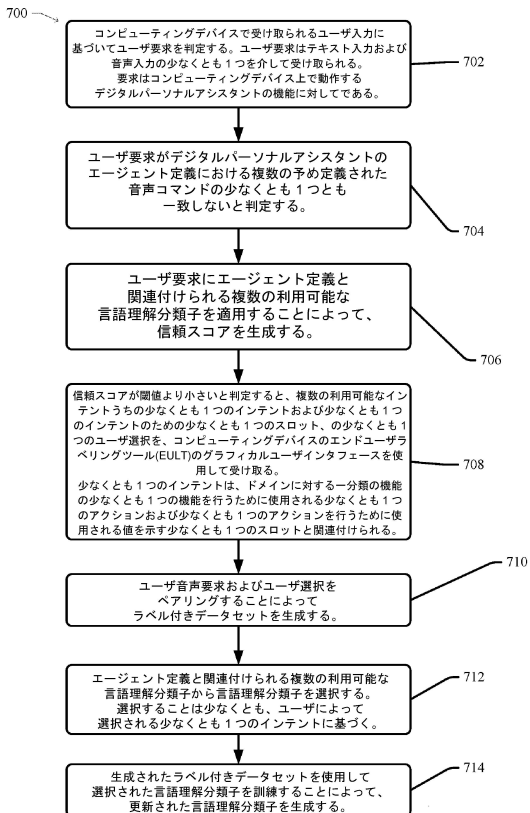 700
コンピューティングデバイスで受け取られるユーザ入力に
基づいてユーザ要求を判定する。ユーザ要求はテキスト入力および
音声入力の少なくとも1つを介して受け取られる。
要求はコンピューティングデバイス上で動作する
デジタルパーソナルアシスタントの機能に対してである。
702
ユーザ要求がデジタルパーソナルアシスタントの
エージェント定義における複数の予め定義された
音声コマンドの少なくとも1つとも
一致しないと判定する。
704
ユーザ要求にエージェント定義と
関連付けられる複数の利用可能な
言語理解分類子を適用することによって、
信頼スコアを生成する。
706
信頼スコアが閾値より小さいと判定すると、複数の利用可能なイン
テントうちの少なくとも1つのインテントおよび少なくとも1つ
のインテントのための少なくとも1つのスロット、の少なくとも1
つのユーザ選択を、コンピューティングデバイスのエンドユーザラ
ベリングツール(EULT)のグラフィカルユーザインタフェースを使
用して受け取る。
少なくとも1つのインテントは、ドメインに対する一分類の機能
の少なくとも1つの機能を行うために使用される少なくとも1つ
のアクションおよび少なくとも1つのアクションを行うために使
用される値を示す少なくとも1つのスロットと関連付けられる。
708
ユーザ音声要求およびユーザ選択を
ペアリングすることによって
ラベル付きデータセットを生成する。
710
エージェント定義と関連付けられる複数の利用可能な
言語理解分類子から言語理解分類子を選択する。
選択することは少なくとも、ユーザによって
選択される少なくとも1つのインテントに基づく。
712
生成されたラベル付きデータセットを使用して
選択された言語理解分類子を訓練することによって、
更新された言語理解分類子を生成する。
714